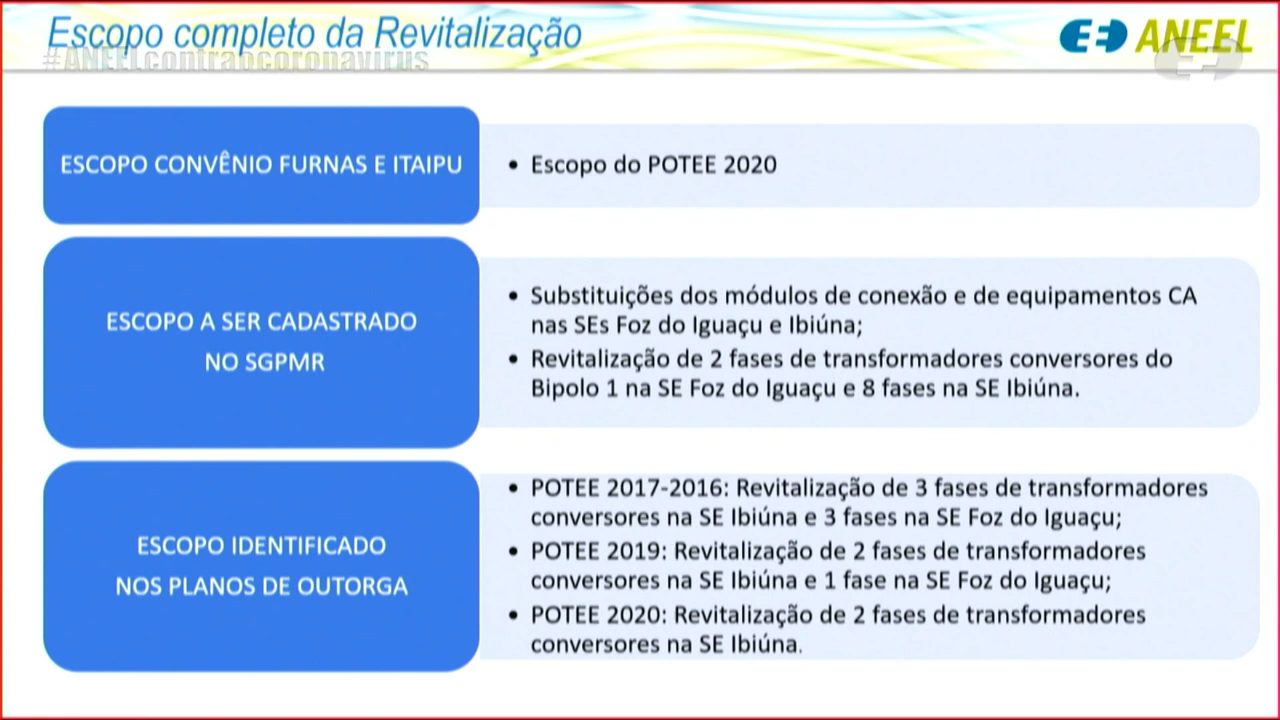 Escopo completo da Revitalização
#ANEELcontraocoronavirus
ANEEL
ESCOPO CONVÊNIO FURNAS E ITAIPU
• Escopo do POTEE 2020
ESCOPO A SER CADASTRADO
NO SGPMR
• Substituições dos módulos de conexão e de equipamentos CA
nas SEs Foz do Iguaçu e Ibiúna;
• Revitalização de 2 fases de transformadores conversores do
Bipolo 1 na SE Foz do Iguaçu e 8 fases na SE Ibiúna.
ESCOPO IDENTIFICADO
NOS PLANOS DE OUTORGA
• POTEE 2017-2016: Revitalização de 3 fases de transformadores
conversores na SE Ibiúna e 3 fases na SE Foz do Iguaçu;
• POTEE 2019: Revitalização de 2 fases de transformadores
conversores na SE Ibiúna e 1 fase na SE Foz do Iguaçu;
• POTEE 2020: Revitalização de 2 fases de transformadores
conversores na SE Ibiúna.